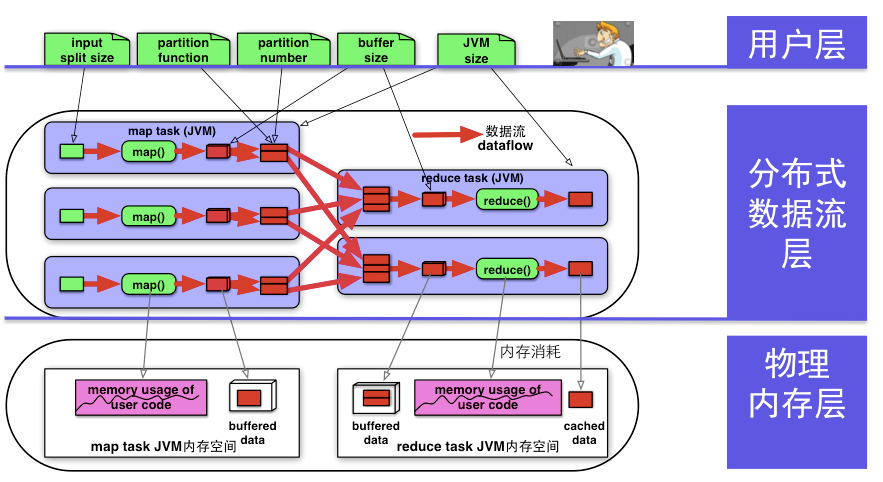 input
split size
partition
function
partition
number
buffer
size
JVM
size
用户层
map task (JVM)
map()
数据流
dataflow
reduce task (JVM)
reduce()
map()
map()
reduce()
分布式
数据流
层
内存消耗
memory usage of
user code
buffered
data
map task JVM内存空间
buffered
data
memory usage of
user code
cached
data
reduce task JVM内存空间
物理
内存层